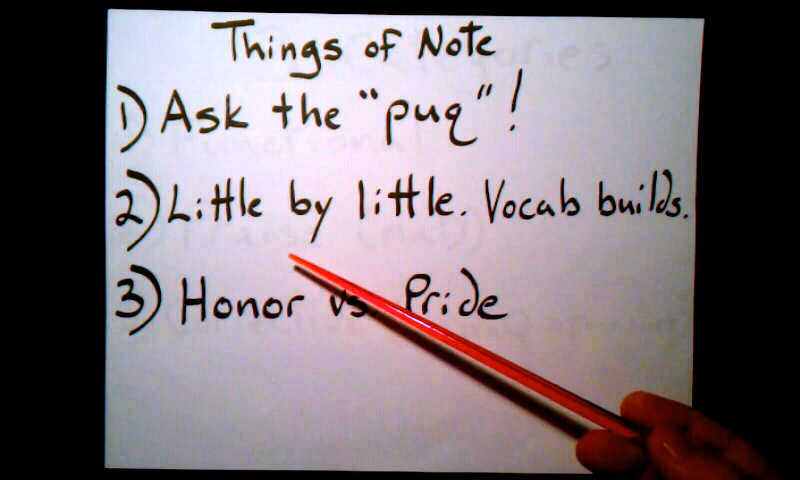 Things of Note
1) Ask the "puq"!
2) Little by little. Vocab builds.
3) Honor vs. Pride